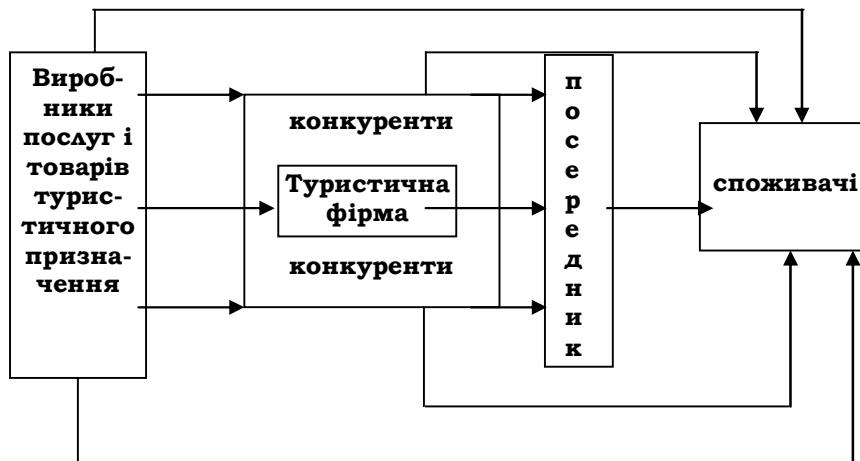 Вироб-
ники
послуг і
товарів
турис-
тичного
призна-
чення
конкуренти
Туристична
фірма
конкуренти
п
о
с
е
р
е
д
н
и
к
споживачі